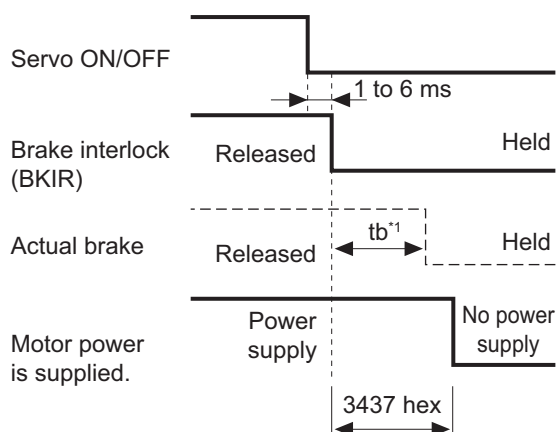 Servo ON/OFF
1 to 6 ms
Brake interlock
(BKIR)
Released
Held
Actual brake
Released
tb*1
Held
Motor power
is supplied.
Power
supply
No power
supply
3437 hex